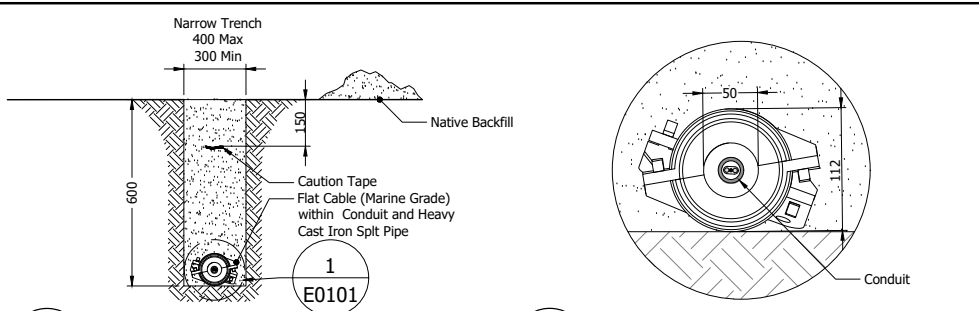 Narrow Trench
400 Max
300 Min
150
Native Backfill
600
Caution Tape
Flat Cable (Marine Grade)
within Conduit and Heavy
Cast Iron Splt Pipe
1
E0101
50
112
Conduit